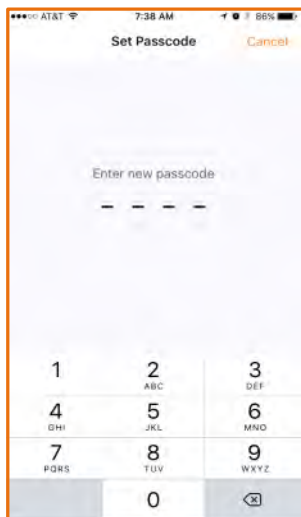 AT&T 7:38 AM 86%
Set Passcode Cancel
Enter new passcode
1 2 3
ABC DEF
4 5 6
GHI JKL MNO
7 8 9
PQRS TUV WXYZ
0